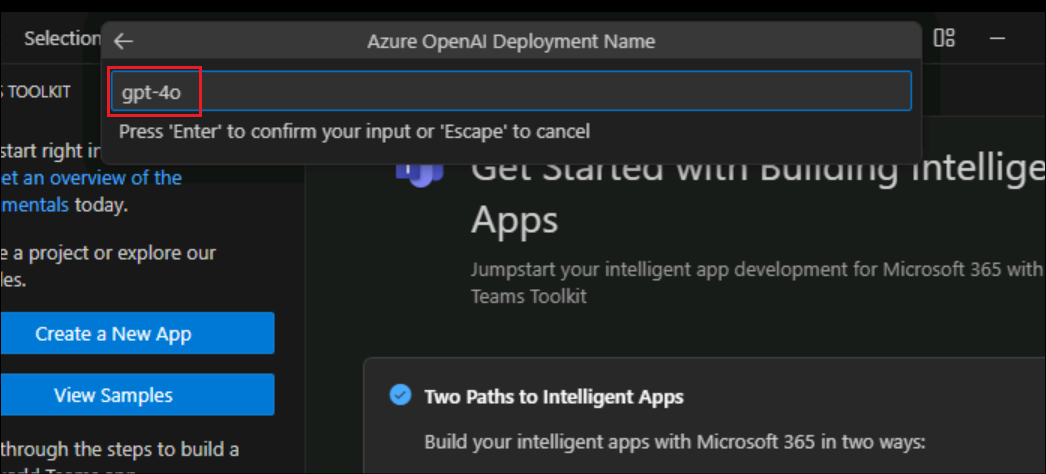 Selection
Azure OpenAI Deployment Name
TOOLKIT
gpt-4o
Press 'Enter' to confirm your input or 'Escape' to cancel
start right in
et an overview of the
mentals today.
e a project or explore our
les.
Create a New App
View Samples
through the steps to build a
world Teams app
Get Started with Building Intellige
Apps
Jumpstart your intelligent app development for Microsoft 365 with
Teams Toolkit
Two Paths to Intelligent Apps
Build your intelligent apps with Microsoft 365 in two ways: